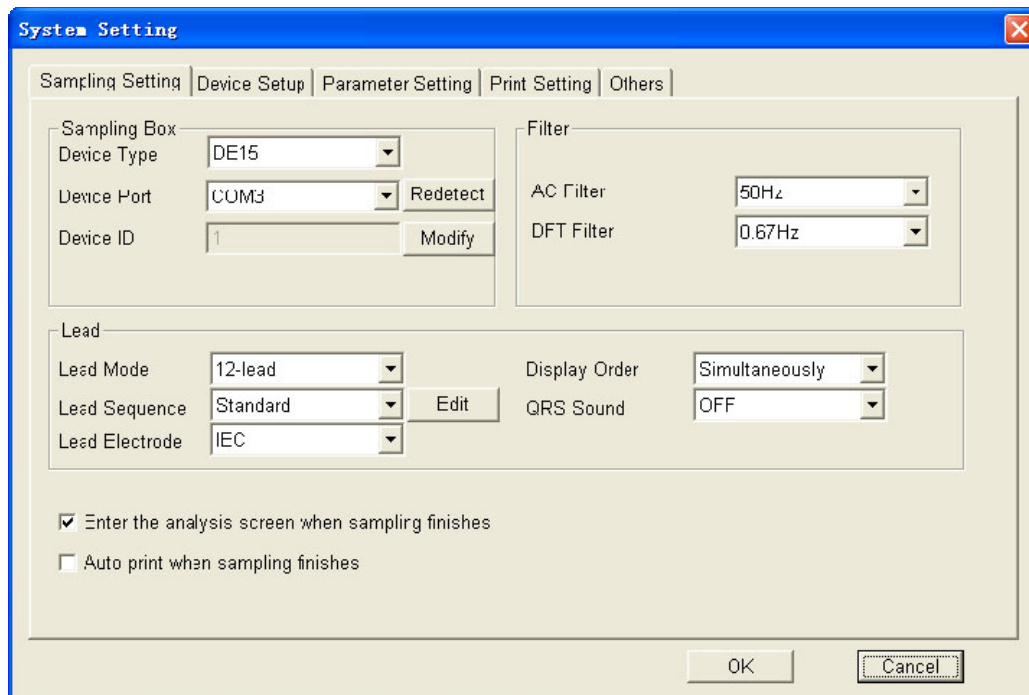 System Setting
Sampling Setting Device Setup Parameter Setting Print Setting Others
Sampling Box
Device Type DE15
Device Port COM3 Redetect
Device ID 1 Modify
Filter
AC Filter 50Hz
DFT Filter 0.67Hz
Lead
Lead Mode 12-lead
Lead Sequence Standard Edit
Lead Electrode IEC
Display Order Simultaneously
QRS Sound OFF
Enter the analysis screen when sampling finishes
Auto print when sampling finishes
OK Cancel